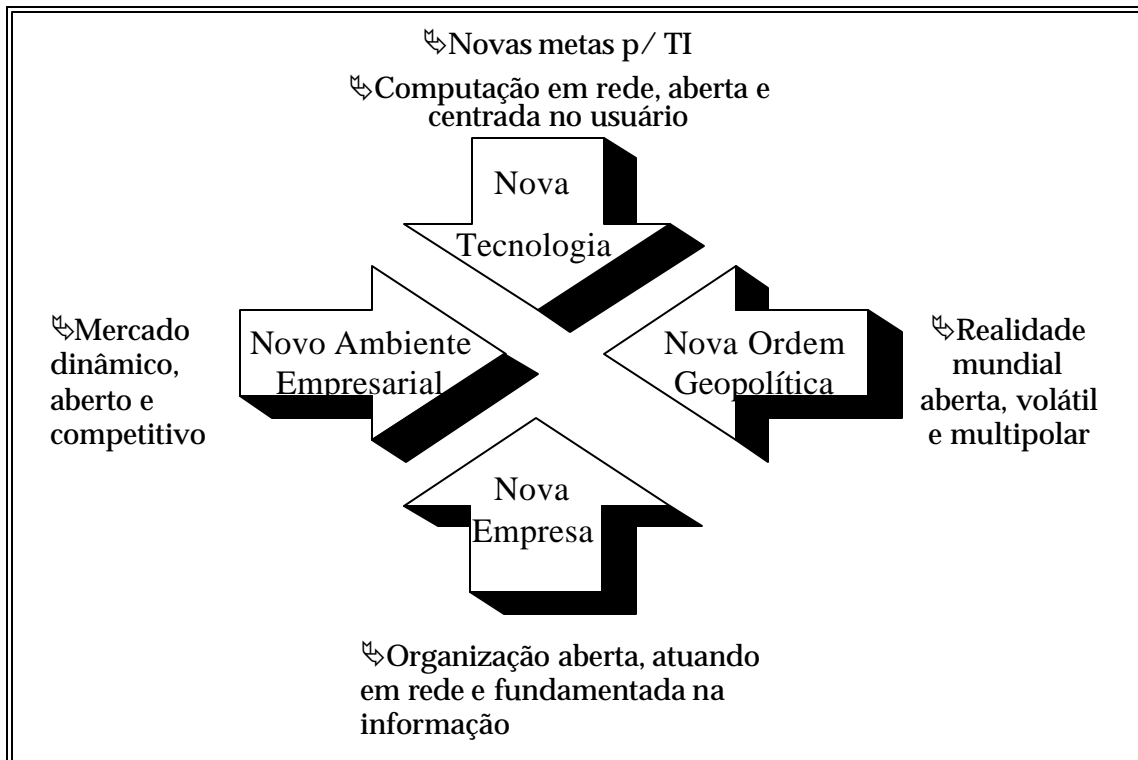 Novas metas p/ TI
Computação em rede, aberta e
centrada no usuário
Nova
Tecnologia
Mercado
dinâmico,
aberto e
competitivo
Novo Ambiente
Empresarial
Nova Ordem
Geopolítica
Realidade
mundial
aberta, volátil
e multipolar
Nova
Empresa
Organização aberta, atuando
em rede e fundamentada na
informação